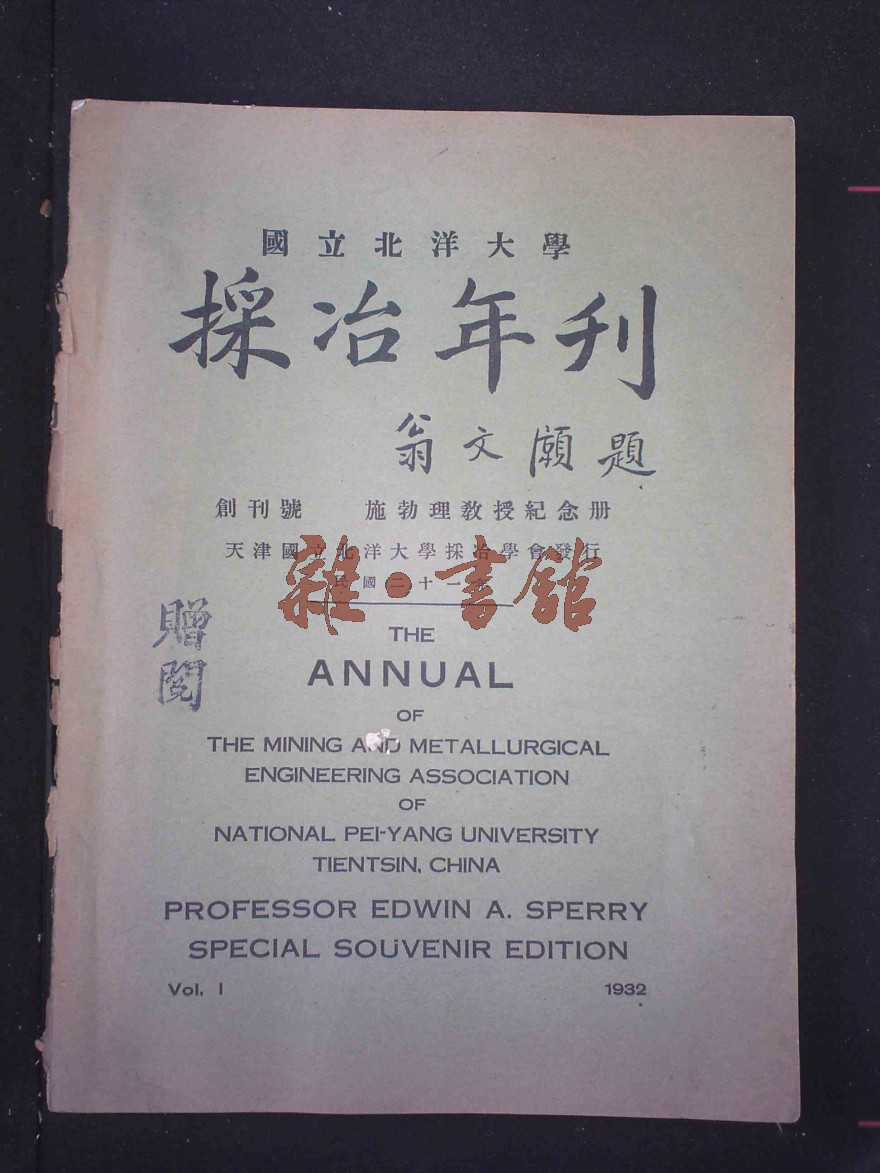 國立北洋大學
採冶年刊
翁文灝題
創刊號 施勃理敎授紀念册
天津國立北洋大學採冶學會發行
民國二十一年
雜·書館
贈閱
THE
ANNUAL
OF
THE MINING AND METALLURGICAL
ENGINEERING ASSOCIATION
OF
NATIONAL PEI-YANG UNIVERSITY
TIENTSIN, CHINA
PROFESSOR EDWIN A. SPERRY
SPECIAL SOUVENIR EDITION
Vol. I 1932